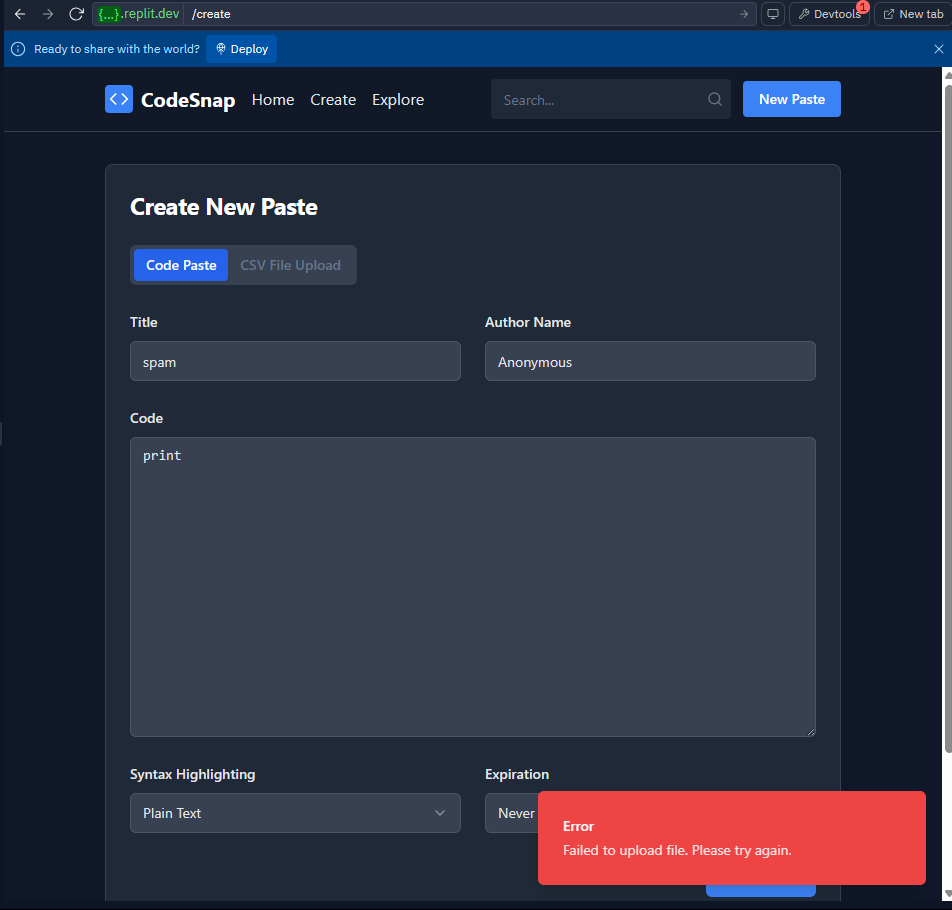 {...}.replit.dev /create Devtools 1 New tab
Ready to share with the world? Deploy
<> CodeSnap Home Create Explore Search... New Paste
Create New Paste
Code Paste CSV File Upload
Title Author Name
spam Anonymous
Code
print
Syntax Highlighting Expiration
Plain Text Never
Error
Failed to upload file. Please try again.